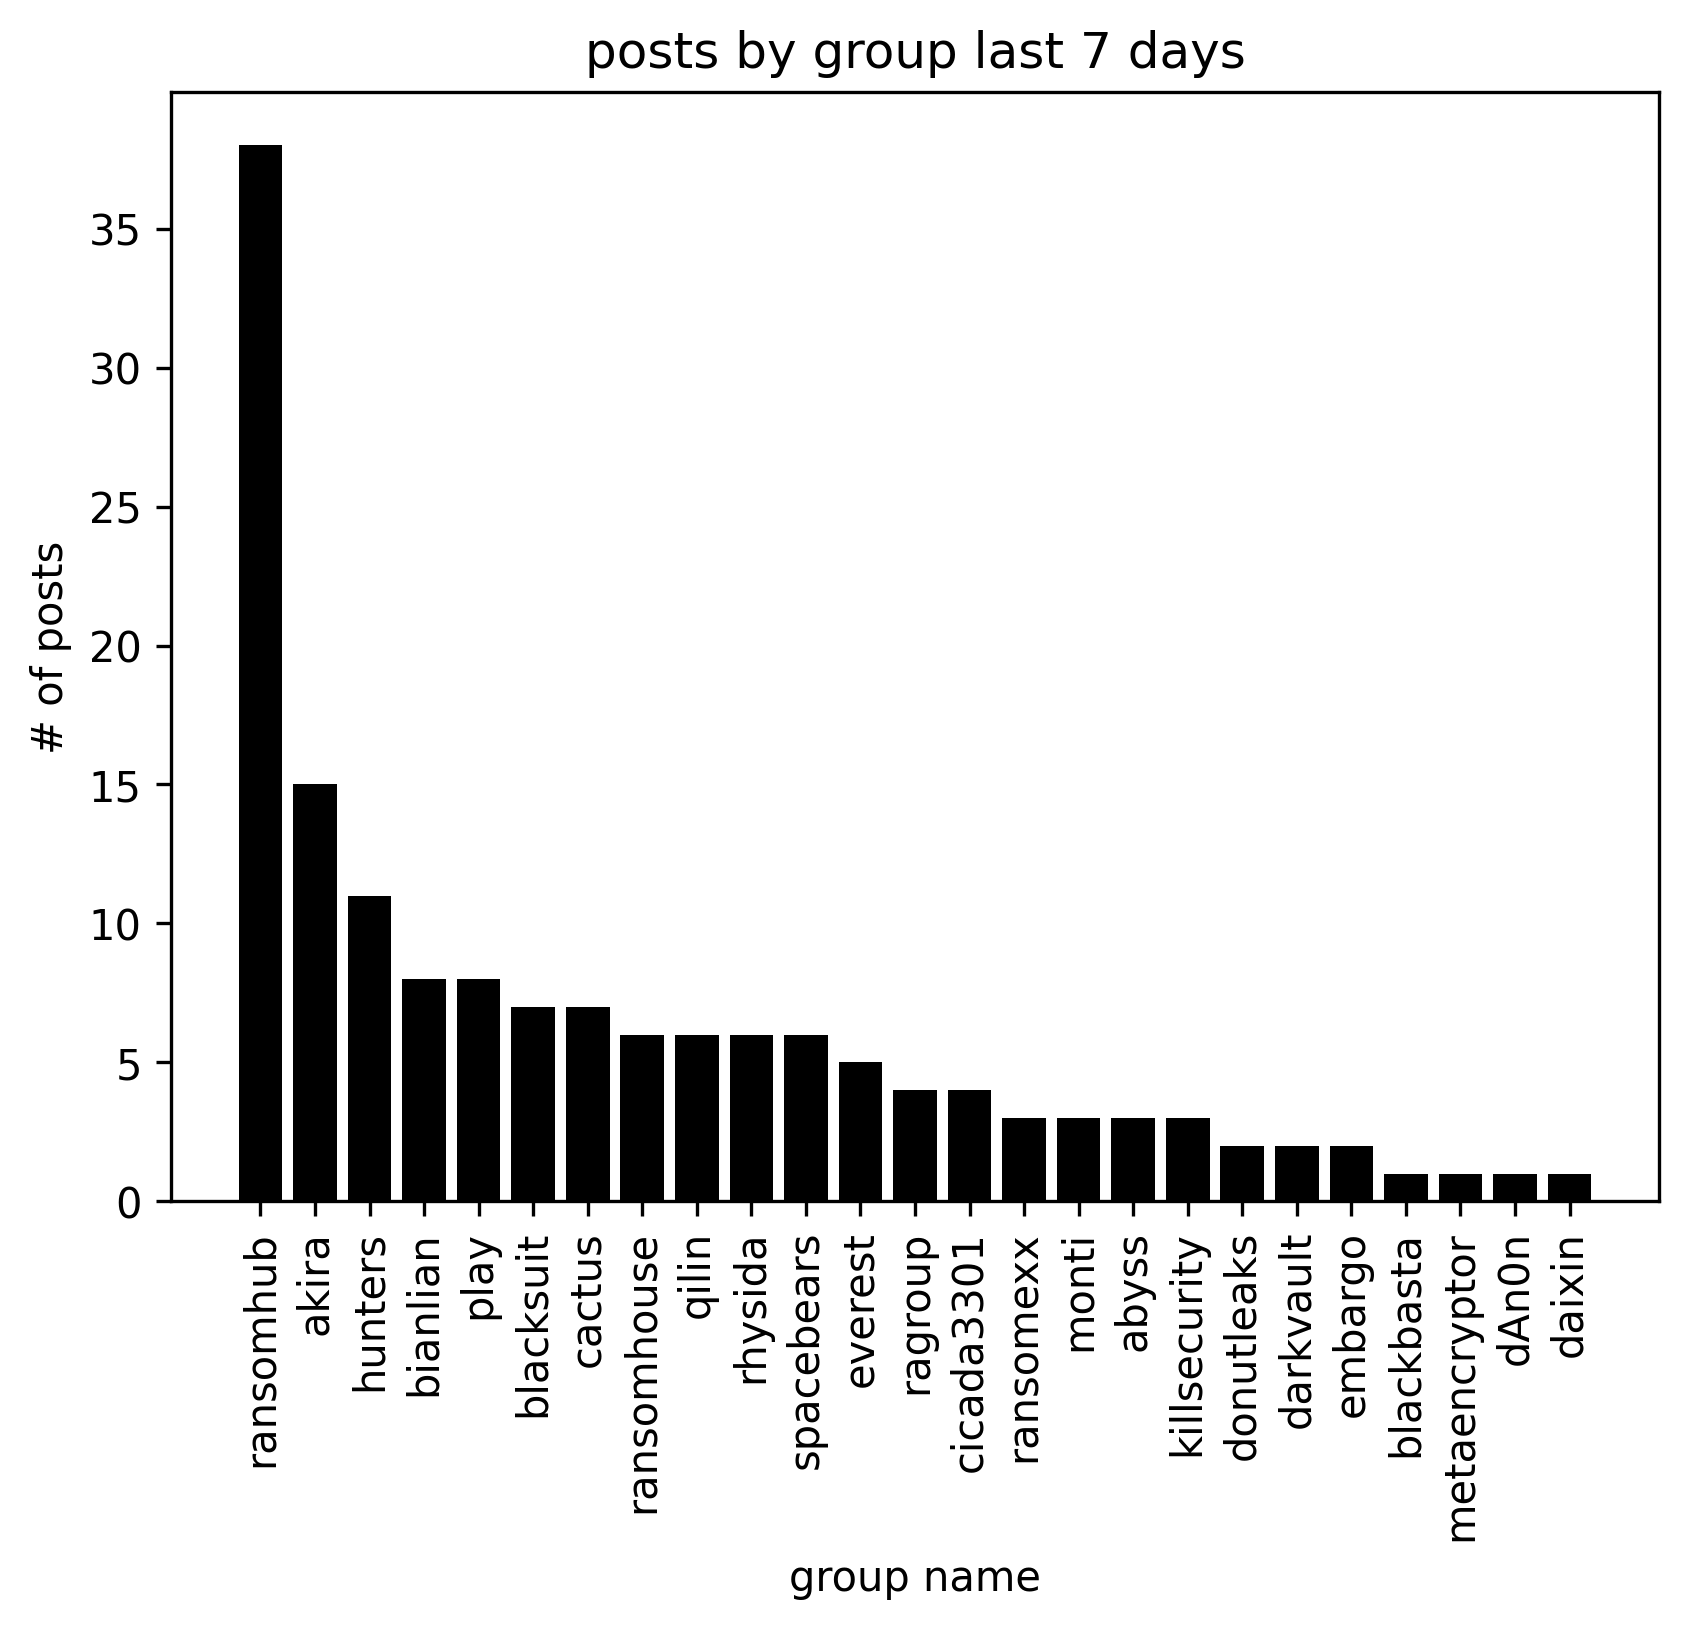 posts by group last 7 days
# of posts
35
30
25
20
15
10
5
0
ransomhub
akira
hunters
bianlian
play
blacksuit
cactus
ransomhouse
qilin
rhysida
spacebears
everest
ragroup
cicada3301
ransomexx
monti
abyss
killsecurity
donutleaks
darkvault
embargo
blackbasta
metaencryptor
dAn0n
daixin
group name